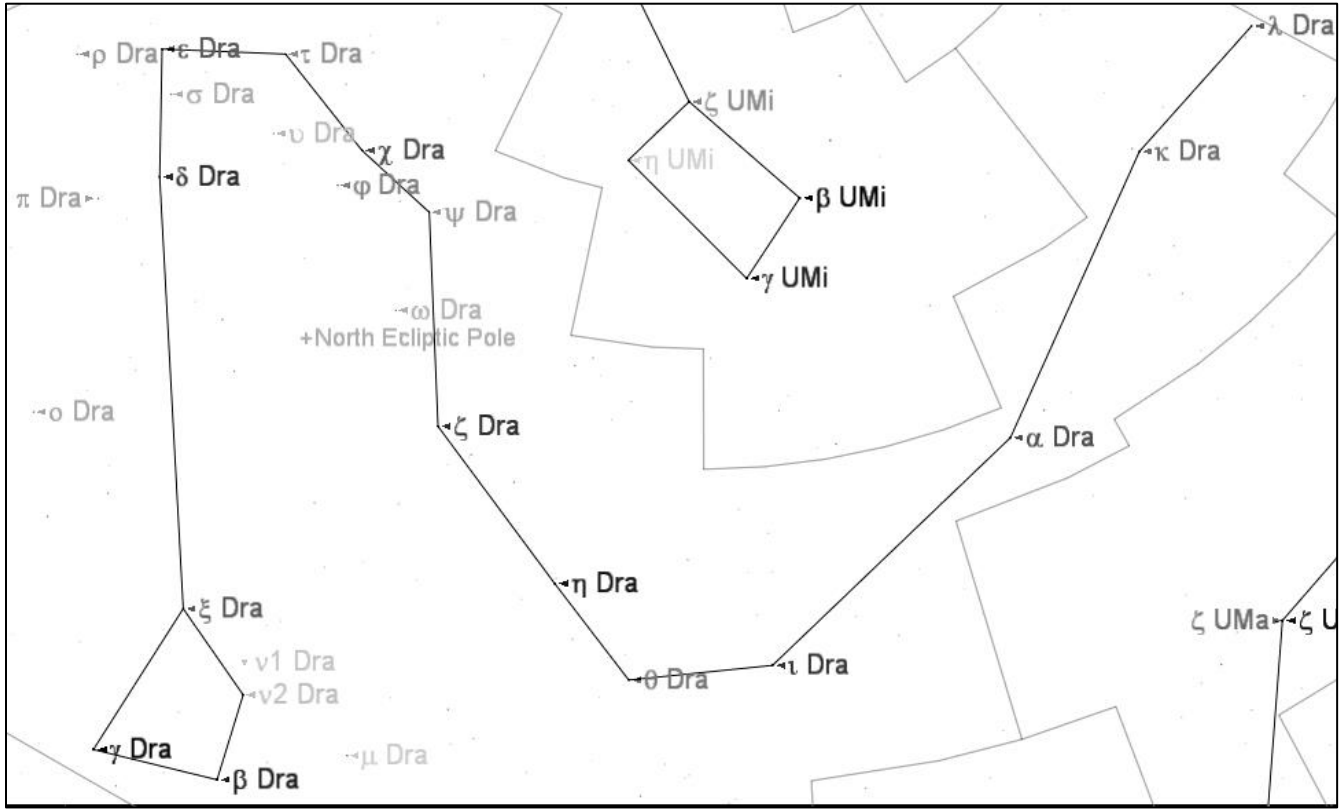 λ Dra
ρ Dra
ε Dra
τ Dra
σ Dra
ζ UMi
υ Dra
χ Dra
κ Dra
η UMi
δ Dra
φ Dra
π Dra
β UMi
ψ Dra
γ UMi
ω Dra
+North Ecliptic Pole
ο Dra
ζ Dra
α Dra
η Dra
ξ Dra
ζ UMa
ζ U
ν1 Dra
ι Dra
θ Dra
ν2 Dra
γ Dra
μ Dra
β Dra